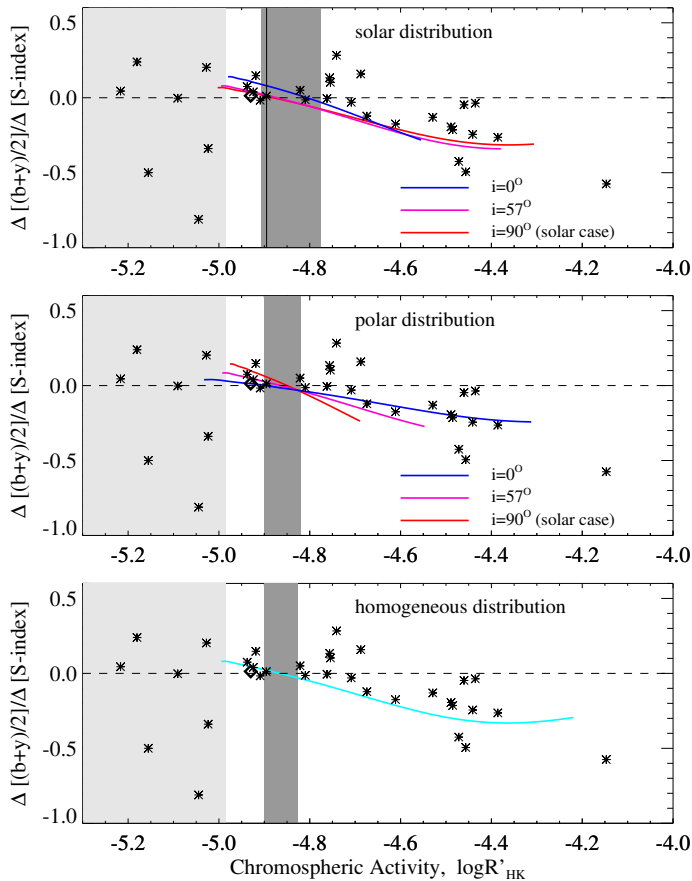 solar distribution
0.5
0.0
-0.5
-1.0
Δ [(b+y)/2]/Δ [S-index]
i=0°
i=57°
i=90° (solar case)
-5.2 -5.0 -4.8 -4.6 -4.4 -4.2 -4.0
polar distribution
0.5
0.0
-0.5
-1.0
Δ [(b+y)/2]/Δ [S-index]
i=0°
i=57°
i=90° (solar case)
-5.2 -5.0 -4.8 -4.6 -4.4 -4.2 -4.0
homogeneous distribution
0.5
0.0
-0.5
-1.0
Δ [(b+y)/2]/Δ [S-index]
-5.2 -5.0 -4.8 -4.6 -4.4 -4.2 -4.0
Chromospheric Activity, logR'HK